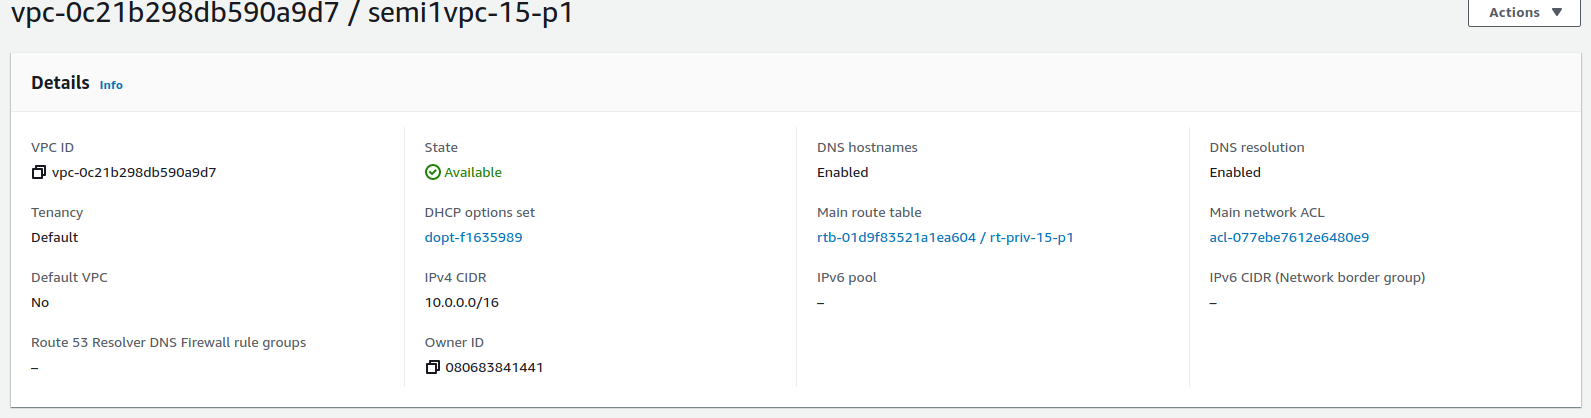 vpc-0c21b298db590a9d7 / semi1vpc-15-p1
Actions
Details Info
VPC ID
vpc-0c21b298db590a9d7
State
Available
DNS hostnames
Enabled
DNS resolution
Enabled
Tenancy
Default
DHCP options set
dopt-f1635989
Main route table
rtb-01d9f83521a1ea604 / rt-priv-15-p1
Main network ACL
acl-077ebe7612e6480e9
Default VPC
No
IPv4 CIDR
10.0.0.0/16
IPv6 pool
–
IPv6 CIDR (Network border group)
–
Route 53 Resolver DNS Firewall rule groups
–
Owner ID
080683841441